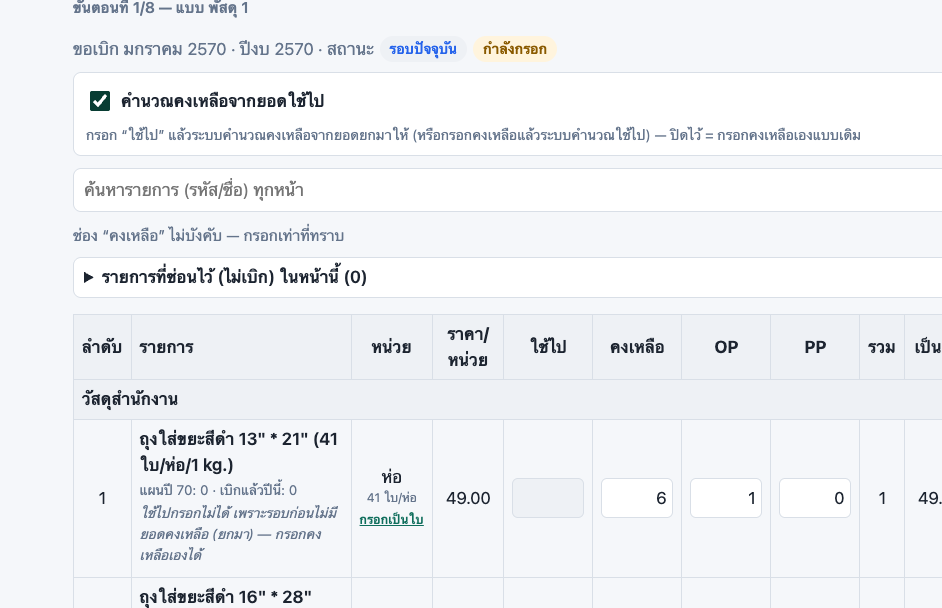 ขั้นตอนที่ 1/8 — แบบ พัสดุ 1
ขอเบิก มกราคม 2570 · ปีงบ 2570 · สถานะ รอบปัจจุบัน กำลังกรอก
คำนวณคงเหลือจากยอดใช้ไป
กรอก “ใช้ไป” แล้วระบบคำนวณคงเหลือจากยอดยกมาให้ (หรือกรอกคงเหลือแล้วระบบคำนวณใช้ไป) — ปิดไว้ = กรอกคงเหลือเองแบบเดิม
ค้นหารายการ (รหัส/ชื่อ) ทุกหน้า
ช่อง “คงเหลือ” ไม่บังคับ — กรอกเท่าที่ทราบ
▶ รายการที่ซ่อนไว้ (ไม่เบิก) ในหน้านี้ (0)
ลำดับ รายการ หน่วย ราคา/หน่วย ใช้ไป คงเหลือ OP PP รวม เป็น
วัสดุสำนักงาน
1
ถุงใส่ขยะสีดำ 13" * 21" (41
ใบ/ห่อ/1 kg.)
แผนปี 70: 0 · เบิกแล้วปีนี้: 0
ใช้ไปกรอกไม่ได้ เพราะรอบก่อนไม่มี
ยอดคงเหลือ (ยกมา) — กรอกคง
เหลือเองได้
ห่อ
41 ใบ/ห่อ
กรอกเป็นใบ
49.00 6 1 0 1 49.
ถุงใส่ขยะสีดำ 16" * 28"